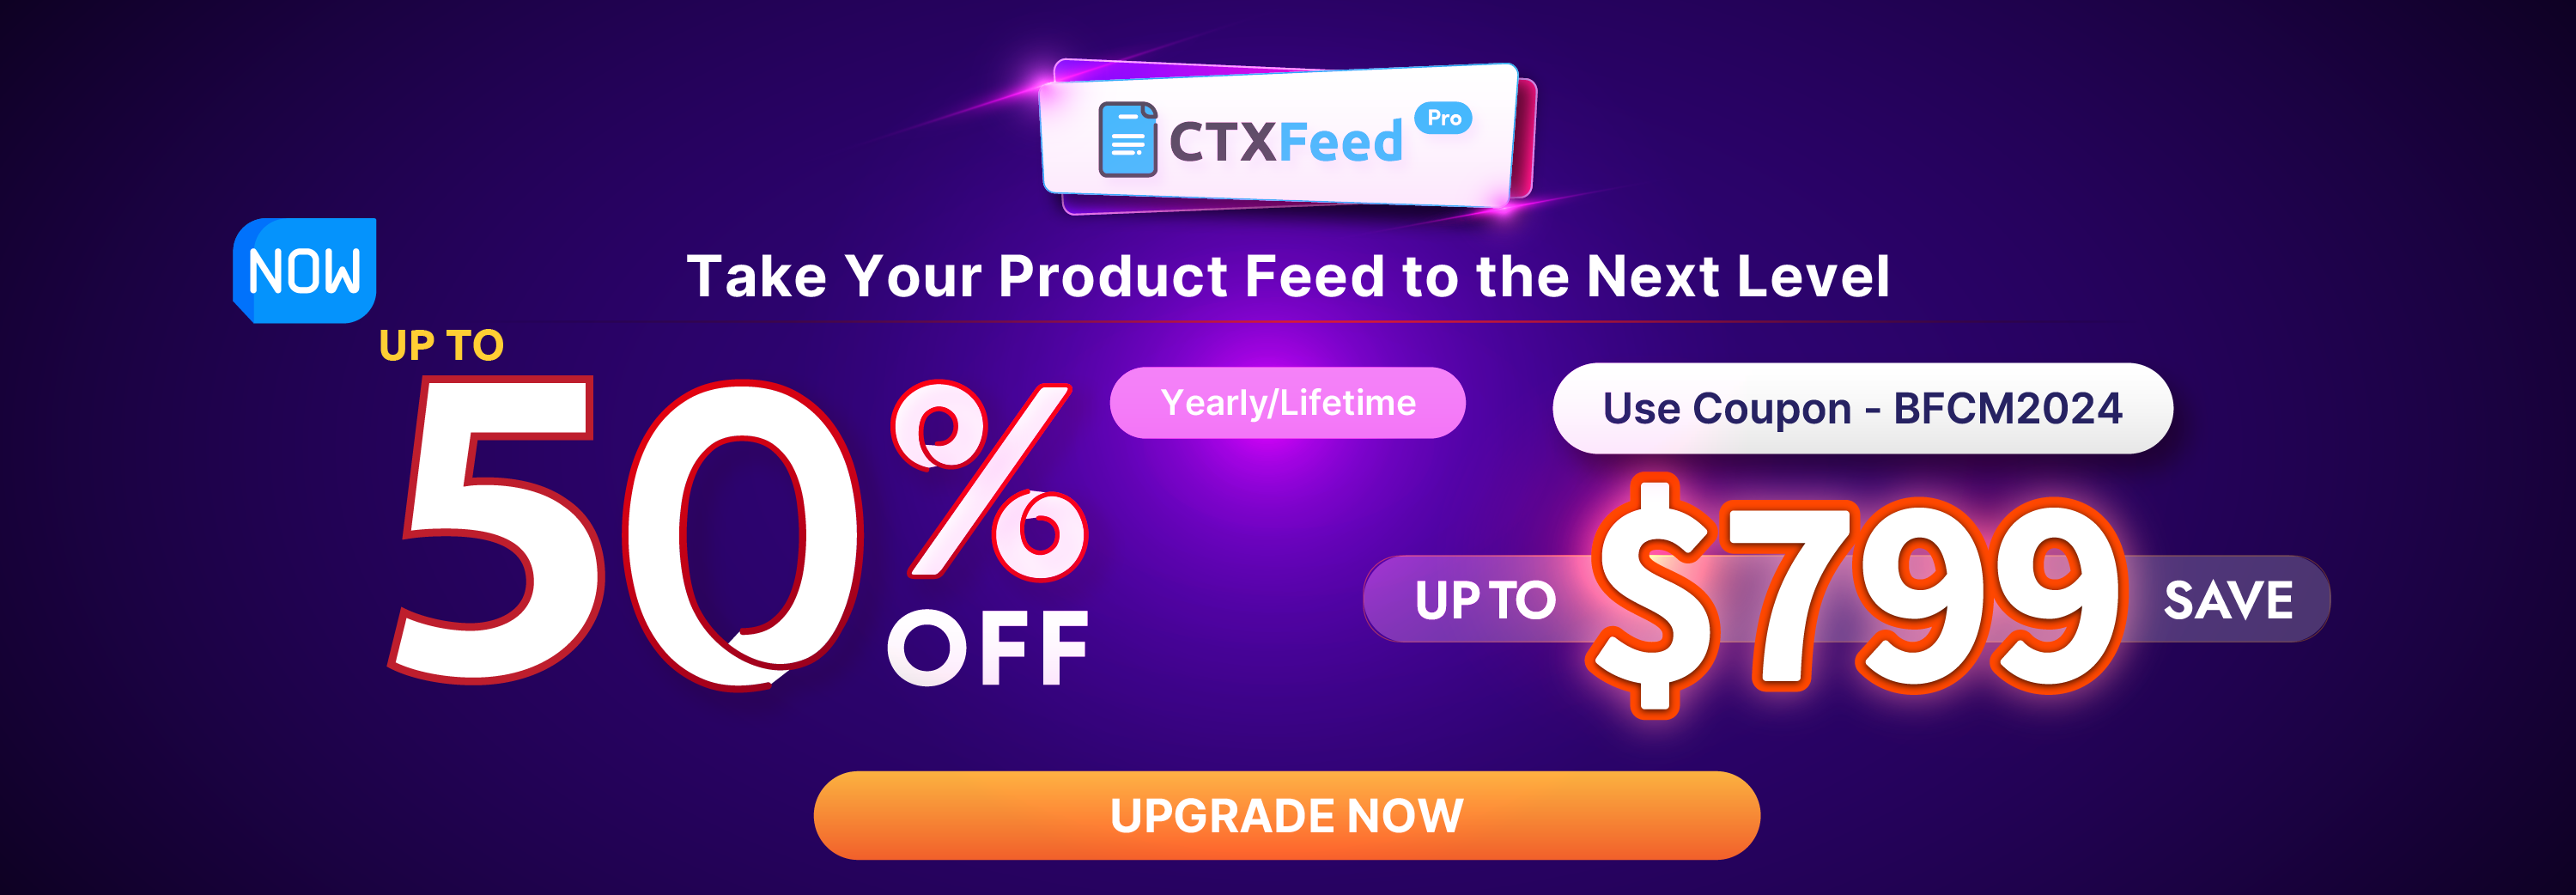 CTXFeed Pro
NOW
Take Your Product Feed to the Next Level
UP TO
50% OFF
Yearly/Lifetime
Use Coupon - BFCM2024
UP TO $799 SAVE
UPGRADE NOW